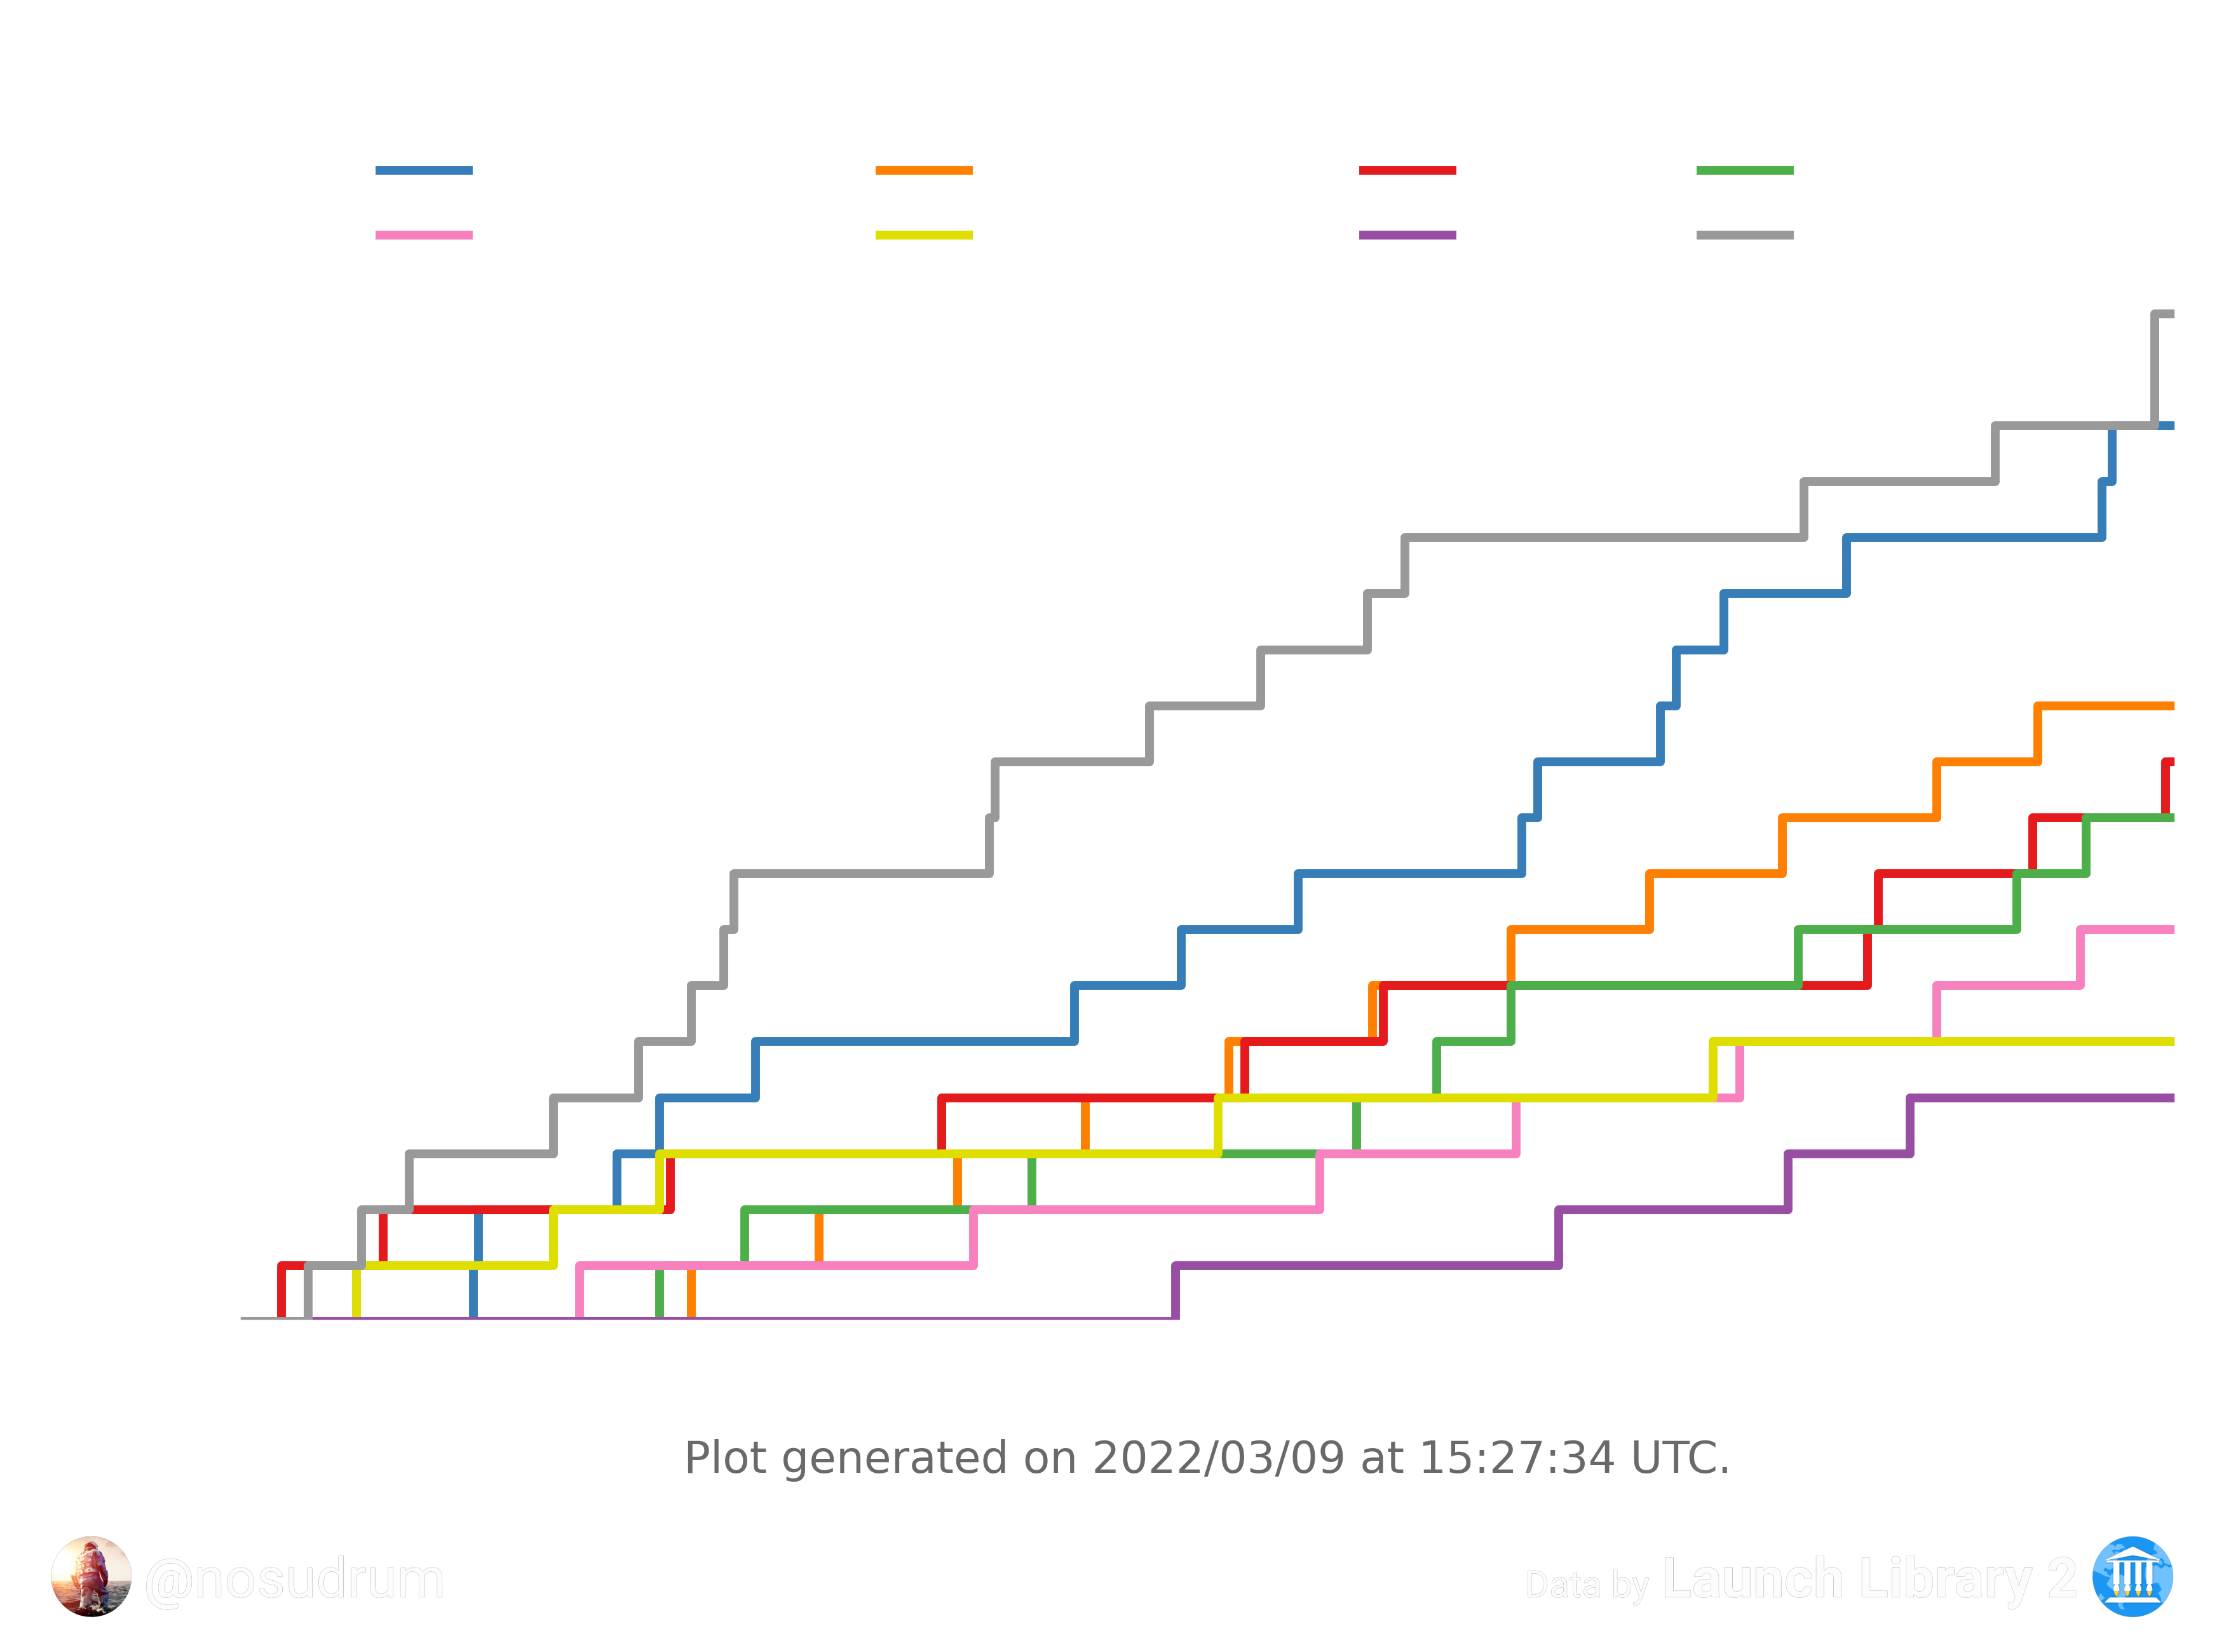 Plot generated on 2022/03/09 at 15:27:34 UTC.
@nosudrum
Data by Launch Library 2